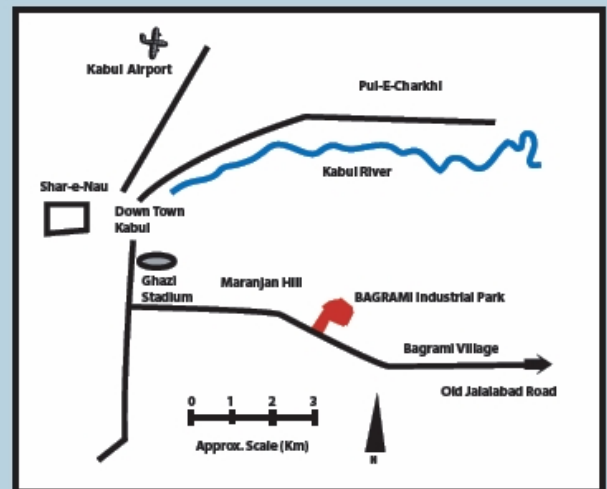 Kabul Airport
Pul-E-Charkhi
Kabul River
Shar-e-Nau
Down Town
Kabul
Ghazi
Stadium
Maranjan Hill
BAGRAMI Industrial Park
Bagrami Village
Old Jalalabad Road
0 1 2 3
Approx. Scale (Km)
N